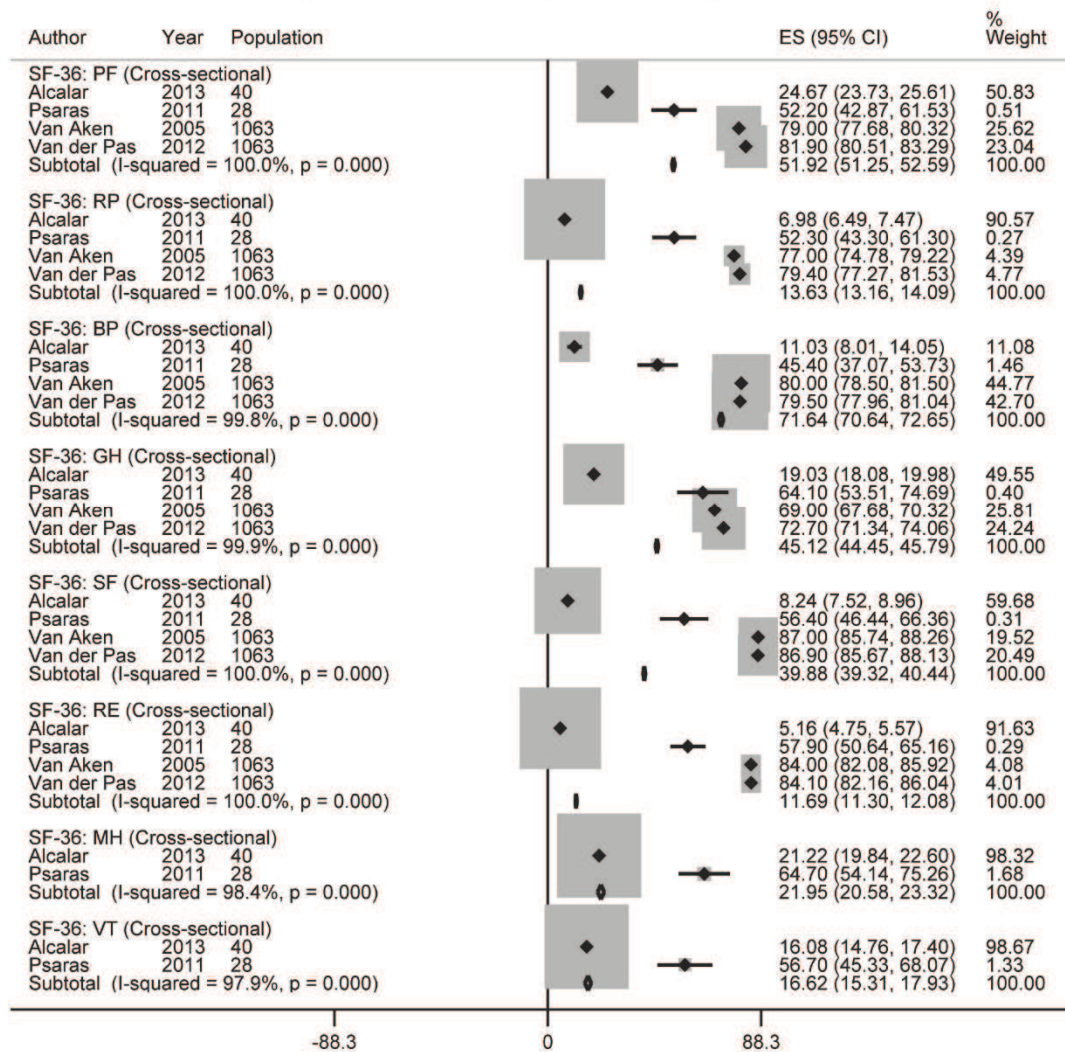 %
Author Year Population ES (95% CI) Weight
SF-36: PF (Cross-sectional)
Alcalar 2013 40 24.67 (23.73, 25.61) 50.83
Psaras 2011 28 52.20 (42.87, 61.53) 0.51
Van Aken 2005 1063 79.00 (77.68, 80.32) 25.62
Van der Pas 2012 1063 81.90 (80.51, 83.29) 23.04
Subtotal (I-squared = 100.0%, p = 0.000) 51.92 (51.25, 52.59) 100.00
SF-36: RP (Cross-sectional)
Alcalar 2013 40 6.98 (6.49, 7.47) 90.57
Psaras 2011 28 52.30 (43.30, 61.30) 0.27
Van Aken 2005 1063 77.00 (74.78, 79.22) 4.39
Van der Pas 2012 1063 79.40 (77.27, 81.53) 4.77
Subtotal (I-squared = 100.0%, p = 0.000) 13.63 (13.16, 14.09) 100.00
SF-36: BP (Cross-sectional)
Alcalar 2013 40 11.03 (8.01, 14.05) 11.08
Psaras 2011 28 45.40 (37.07, 53.73) 1.46
Van Aken 2005 1063 80.00 (78.50, 81.50) 44.77
Van der Pas 2012 1063 79.50 (77.96, 81.04) 42.70
Subtotal (I-squared = 99.8%, p = 0.000) 71.64 (70.64, 72.65) 100.00
SF-36: GH (Cross-sectional)
Alcalar 2013 40 19.03 (18.08, 19.98) 49.55
Psaras 2011 28 64.10 (53.51, 74.69) 0.40
Van Aken 2005 1063 69.00 (67.68, 70.32) 25.81
Van der Pas 2012 1063 72.70 (71.34, 74.06) 24.24
Subtotal (I-squared = 99.9%, p = 0.000) 45.12 (44.45, 45.79) 100.00
SF-36: SF (Cross-sectional)
Alcalar 2013 40 8.24 (7.52, 8.96) 59.68
Psaras 2011 28 56.40 (46.44, 66.36) 0.31
Van Aken 2005 1063 87.00 (85.74, 88.26) 19.52
Van der Pas 2012 1063 86.90 (85.67, 88.13) 20.49
Subtotal (I-squared = 100.0%, p = 0.000) 39.88 (39.32, 40.44) 100.00
SF-36: RE (Cross-sectional)
Alcalar 2013 40 5.16 (4.75, 5.57) 91.63
Psaras 2011 28 57.90 (50.64, 65.16) 0.29
Van Aken 2005 1063 84.00 (82.08, 85.92) 4.08
Van der Pas 2012 1063 84.10 (82.16, 86.04) 4.01
Subtotal (I-squared = 100.0%, p = 0.000) 11.69 (11.30, 12.08) 100.00
SF-36: MH (Cross-sectional)
Alcalar 2013 40 21.22 (19.84, 22.60) 98.32
Psaras 2011 28 64.70 (54.14, 75.26) 1.68
Subtotal (I-squared = 98.4%, p = 0.000) 21.95 (20.58, 23.32) 100.00
SF-36: VT (Cross-sectional)
Alcalar 2013 40 16.08 (14.76, 17.40) 98.67
Psaras 2011 28 56.70 (45.33, 68.07) 1.33
Subtotal (I-squared = 97.9%, p = 0.000) 16.62 (15.31, 17.93) 100.00
-88.3 0 88.3